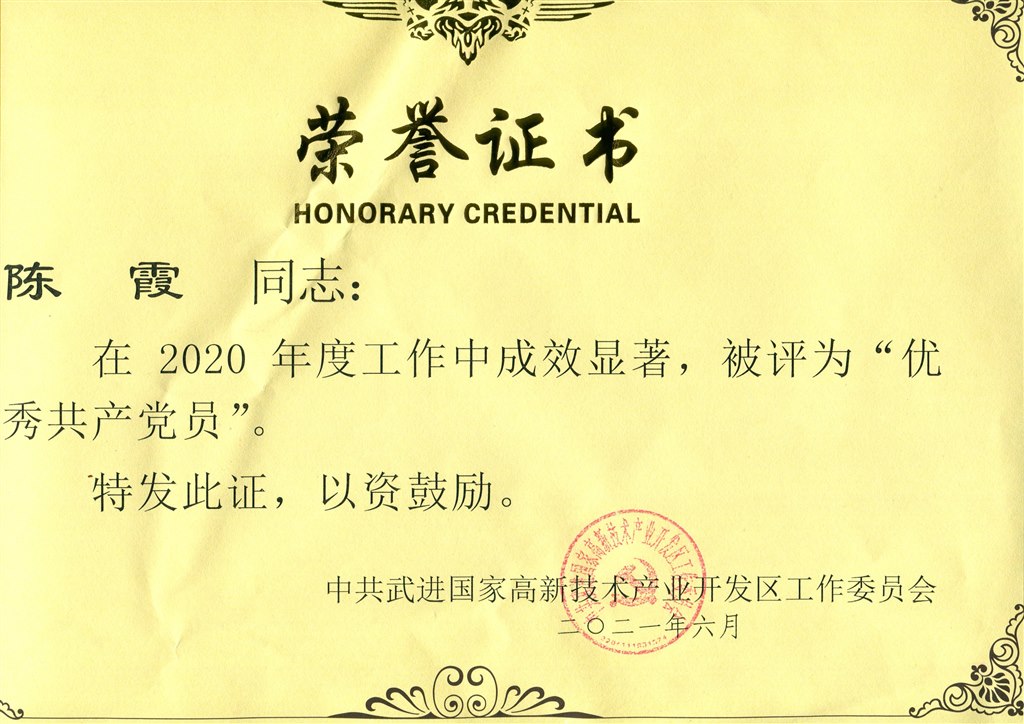 荣誉证书
HONORARY CREDENTIAL
陈 霞 同志：
在 2020 年度工作中成效显著，被评为“优
秀共产党员”。
特发此证，以资鼓励。
中共武进国家高新技术产业开发区工作委员会
二〇二一年六月